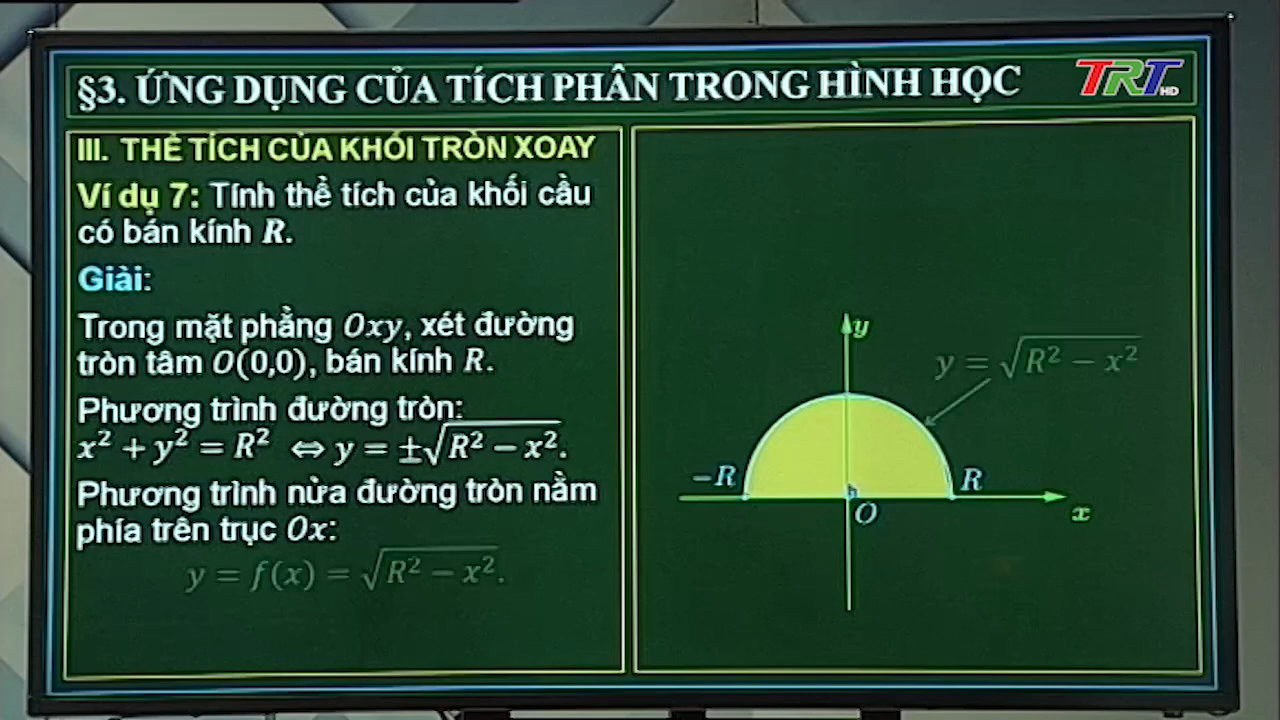 §3. ỨNG DỤNG CỦA TÍCH PHÂN TRONG HÌNH HỌC
TRT HD
III. THỂ TÍCH CỦA KHỐI TRÒN XOAY
Ví dụ 7: Tính thể tích của khối cầu
có bán kính R.
Giải:
Trong mặt phẳng Oxy, xét đường
tròn tâm O(0,0), bán kính R.
Phương trình đường tròn:
x² + y² = R² ⇔ y = ±√(R² − x²).
Phương trình nửa đường tròn nằm
phía trên trục Ox:
y = f(x) = √(R² − x²).
y
y = √(R² − x²)
−R
R
O
x